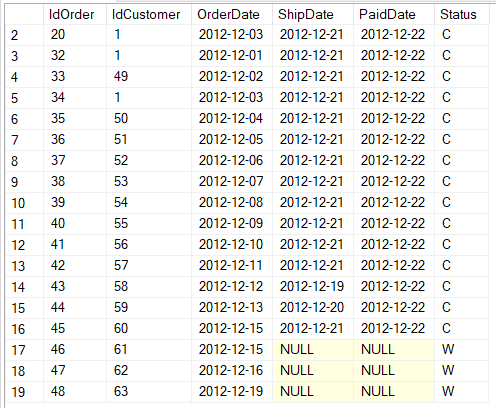 IdOrder IdCustomer OrderDate ShipDate PaidDate Status
2 20 1 2012-12-03 2012-12-21 2012-12-22 C
3 32 1 2012-12-01 2012-12-21 2012-12-22 C
4 33 49 2012-12-02 2012-12-21 2012-12-22 C
5 34 1 2012-12-03 2012-12-21 2012-12-22 C
6 35 50 2012-12-04 2012-12-21 2012-12-22 C
7 36 51 2012-12-05 2012-12-21 2012-12-22 C
8 37 52 2012-12-06 2012-12-21 2012-12-22 C
9 38 53 2012-12-07 2012-12-21 2012-12-22 C
10 39 54 2012-12-08 2012-12-21 2012-12-22 C
11 40 55 2012-12-09 2012-12-21 2012-12-22 C
12 41 56 2012-12-10 2012-12-21 2012-12-22 C
13 42 57 2012-12-11 2012-12-21 2012-12-22 C
14 43 58 2012-12-12 2012-12-19 2012-12-22 C
15 44 59 2012-12-13 2012-12-20 2012-12-22 C
16 45 60 2012-12-15 2012-12-21 2012-12-22 C
17 46 61 2012-12-15 NULL NULL W
18 47 62 2012-12-16 NULL NULL W
19 48 63 2012-12-19 NULL NULL W